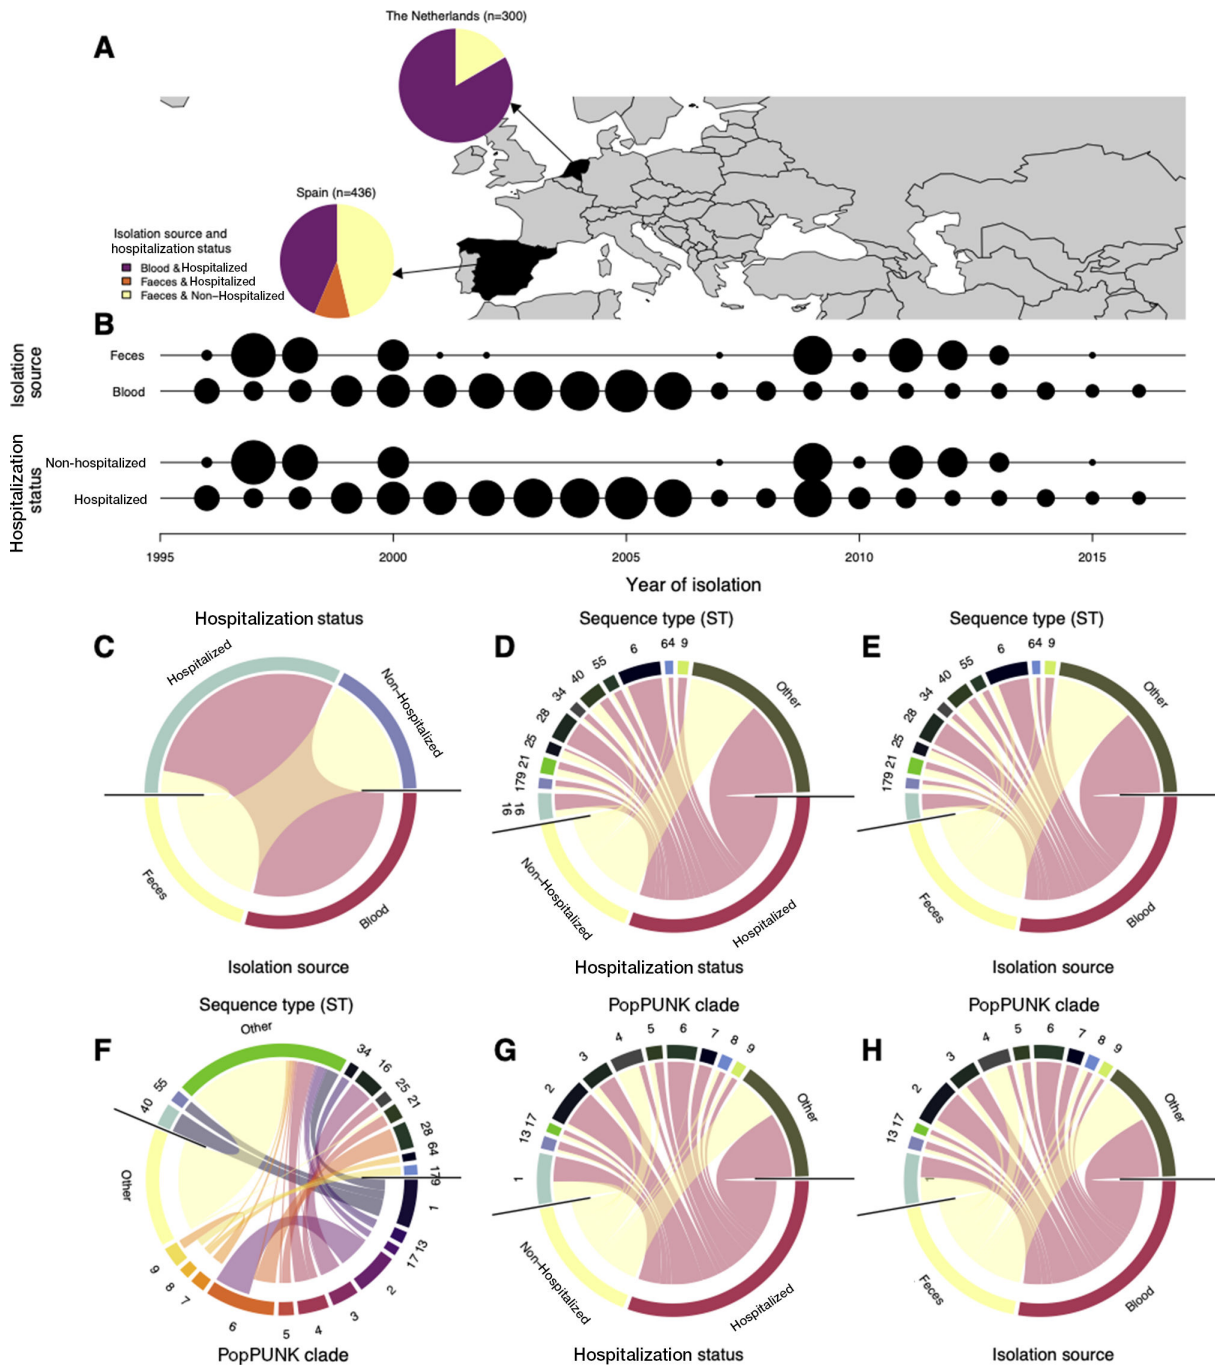 The Netherlands (n=300)
A
Spain (n=436)
Isolation source and
hospitalization status
Blood & Hospitalized
Faeces & Hospitalized
Faeces & Non-Hospitalized
B
Isolation
source
Feces
Blood
Hospitalization
status
Non-hospitalized
Hospitalized
1995 2000 2005 2010 2015
Year of isolation
C
Hospitalization status
Hospitalized
Non-Hospitalized
Feces
Blood
Isolation source
D
Sequence type (ST)
16 16 179 21 25 28 34 40 55 6 64 9 Other
Non-Hospitalized
Hospitalized
Hospitalization status
E
Sequence type (ST)
179 21 25 28 34 40 55 6 64 9 Other
Feces
Blood
Isolation source
F
Sequence type (ST)
40 55 Other 34 16 25 21 28 64 179
Other 9 8 7 6 5 4 3 2 17 13 1
PopPUNK clade
G
PopPUNK clade
1 13 17 2 3 4 5 6 7 8 9 Other
Non-Hospitalized
Hospitalized
Hospitalization status
H
PopPUNK clade
1 13 17 2 3 4 5 6 7 8 9 Other
Feces
Blood
Isolation source